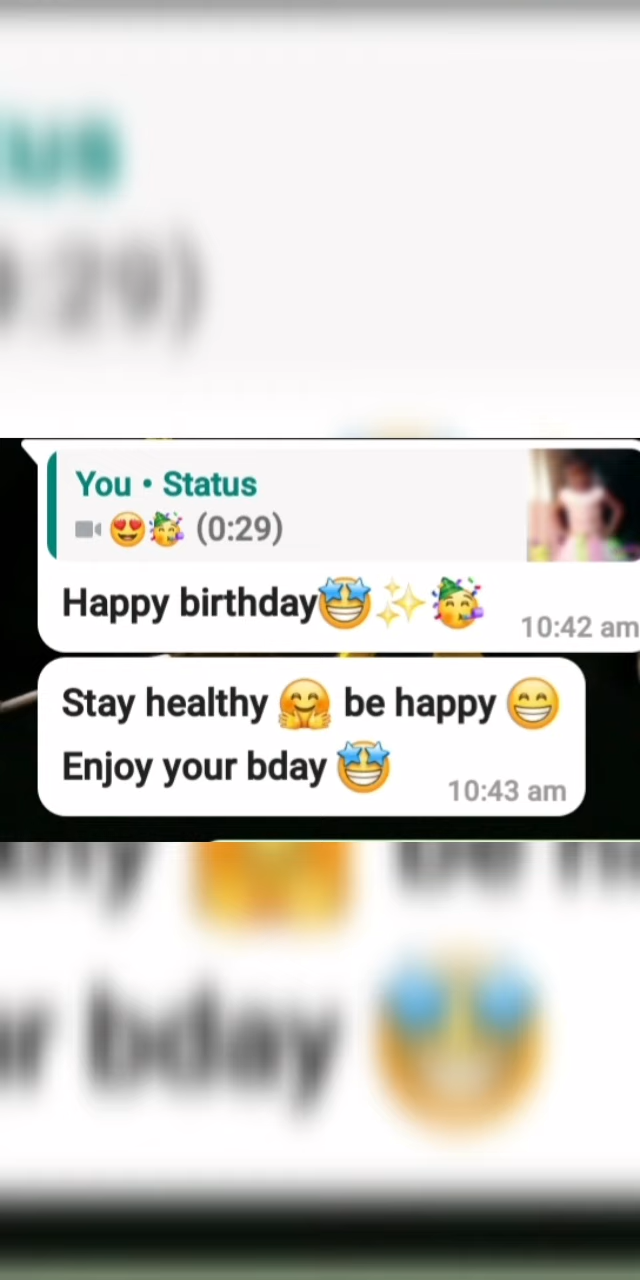 You • Status
😍🥳 (0:29)
Happy birthday🤩✨🥳
10:42 am
Stay healthy 🤗 be happy 😁
Enjoy your bday 🤩
10:43 am